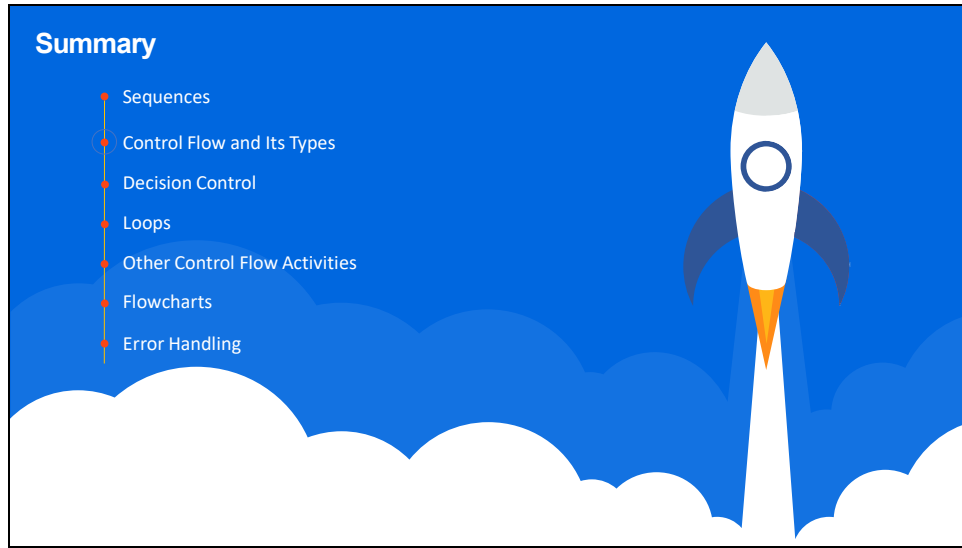 Summary
Sequences
Control Flow and Its Types
Decision Control
Loops
Other Control Flow Activities
Flowcharts
Error Handling